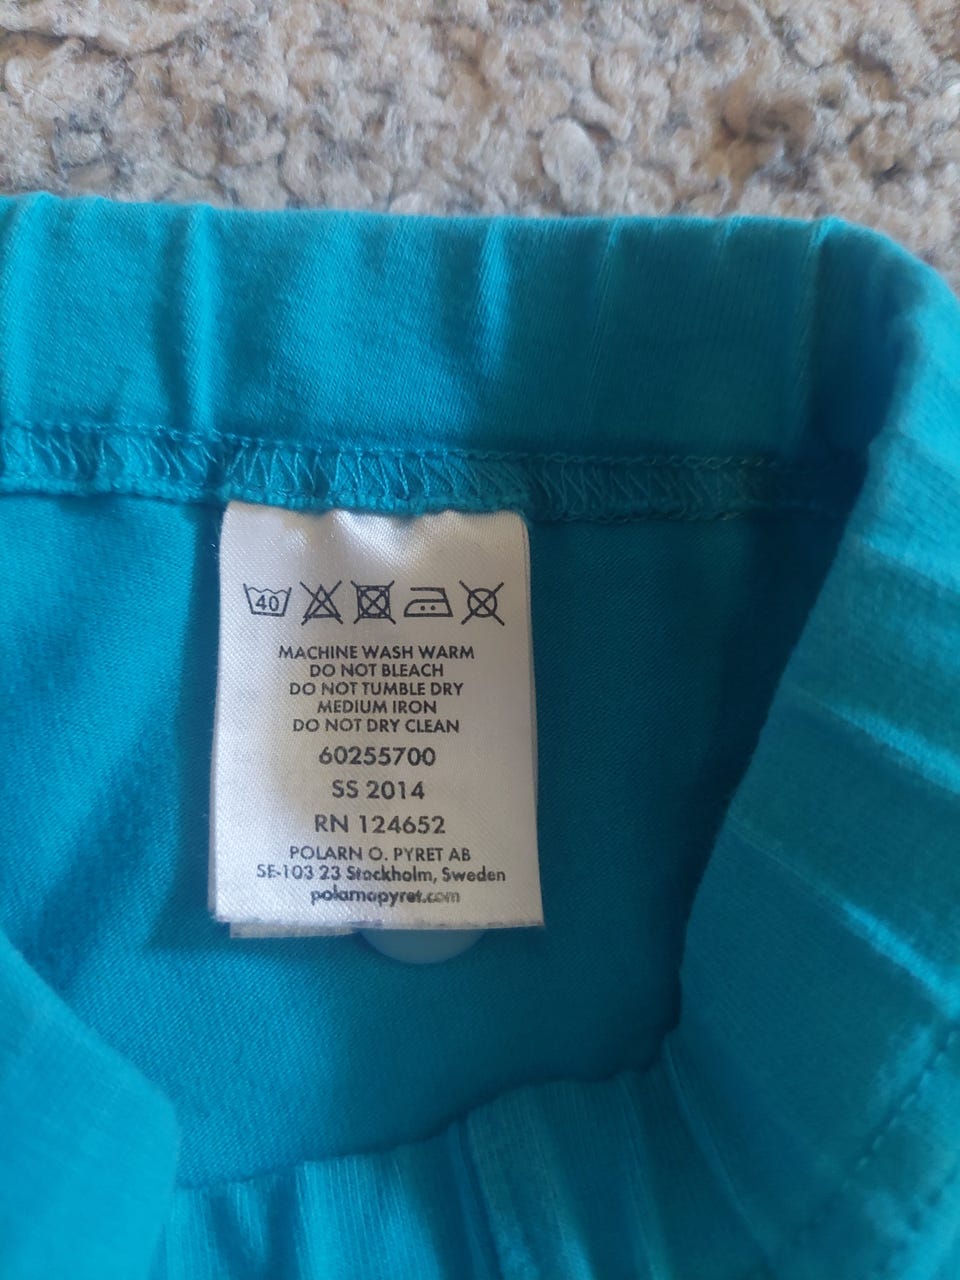 40
MACHINE WASH WARM
DO NOT BLEACH
DO NOT TUMBLE DRY
MEDIUM IRON
DO NOT DRY CLEAN
60255700
SS 2014
RN 124652
POLARN O. PYRET AB
SE-103 23 Stockholm, Sweden
polarnopyret.com